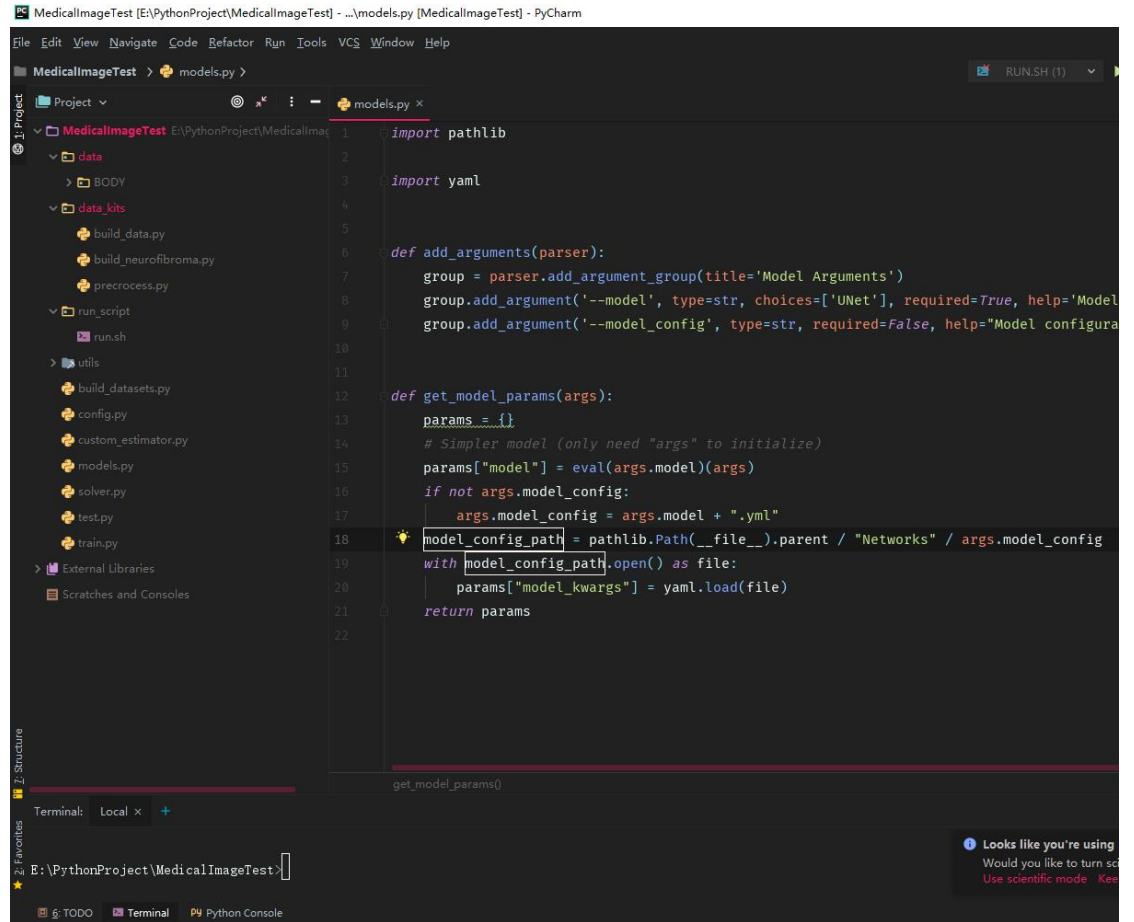 MedicalImageTest [E:\PythonProject\MedicalImageTest] - ...\models.py [MedicalImageTest] - PyCharm
File Edit View Navigate Code Refactor Run Tools VCS Window Help
MedicalImageTest > models.py > RUN.SH (1)
1: Project
Project
models.py ×
MedicalImageTest E:\PythonProject\MedicalImag
data
BODY
data_kits
build_data.py
build_neurofibroma.py
precrocess.py
run_script
run.sh
utils
build_datasets.py
config.py
custom_estimator.py
models.py
solver.py
test.py
train.py
External Libraries
Scratches and Consoles
1 import pathlib
2
3 import yaml
4
5
6 def add_arguments(parser):
7 group = parser.add_argument_group(title='Model Arguments')
8 group.add_argument('--model', type=str, choices=['UNet'], required=True, help='Model
9 group.add_argument('--model_config', type=str, required=False, help="Model configura
10
11
12 def get_model_params(args):
13 params = {}
14 # Simpler model (only need "args" to initialize)
15 params["model"] = eval(args.model)(args)
16 if not args.model_config:
17 args.model_config = args.model + ".yml"
18 model_config_path = pathlib.Path(__file__).parent / "Networks" / args.model_config
19 with model_config_path.open() as file:
20 params["model_kwargs"] = yaml.load(file)
21 return params
22
get_model_params()
7: Structure
2: Favorites
Terminal: Local × +
E:\PythonProject\MedicalImageTest>
Looks like you're using
Would you like to turn sci
Use scientific mode Kee
6: TODO Terminal Python Console